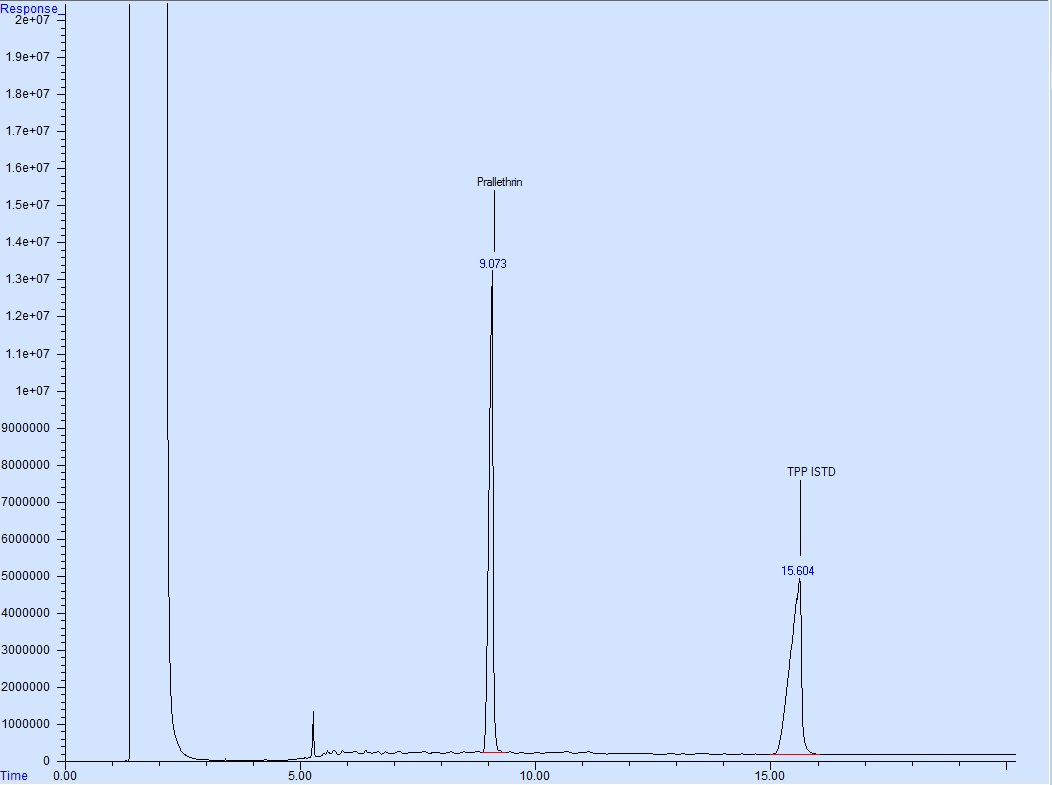 Response_
2e+07
1.9e+07
1.8e+07
1.7e+07
1.6e+07
1.5e+07
1.4e+07
1.3e+07
1.2e+07
1.1e+07
1e+07
9000000
8000000
7000000
6000000
5000000
4000000
3000000
2000000
1000000
0
Prallethrin
9.073
TPP ISTD
15.604
Time
0.00
5.00
10.00
15.00